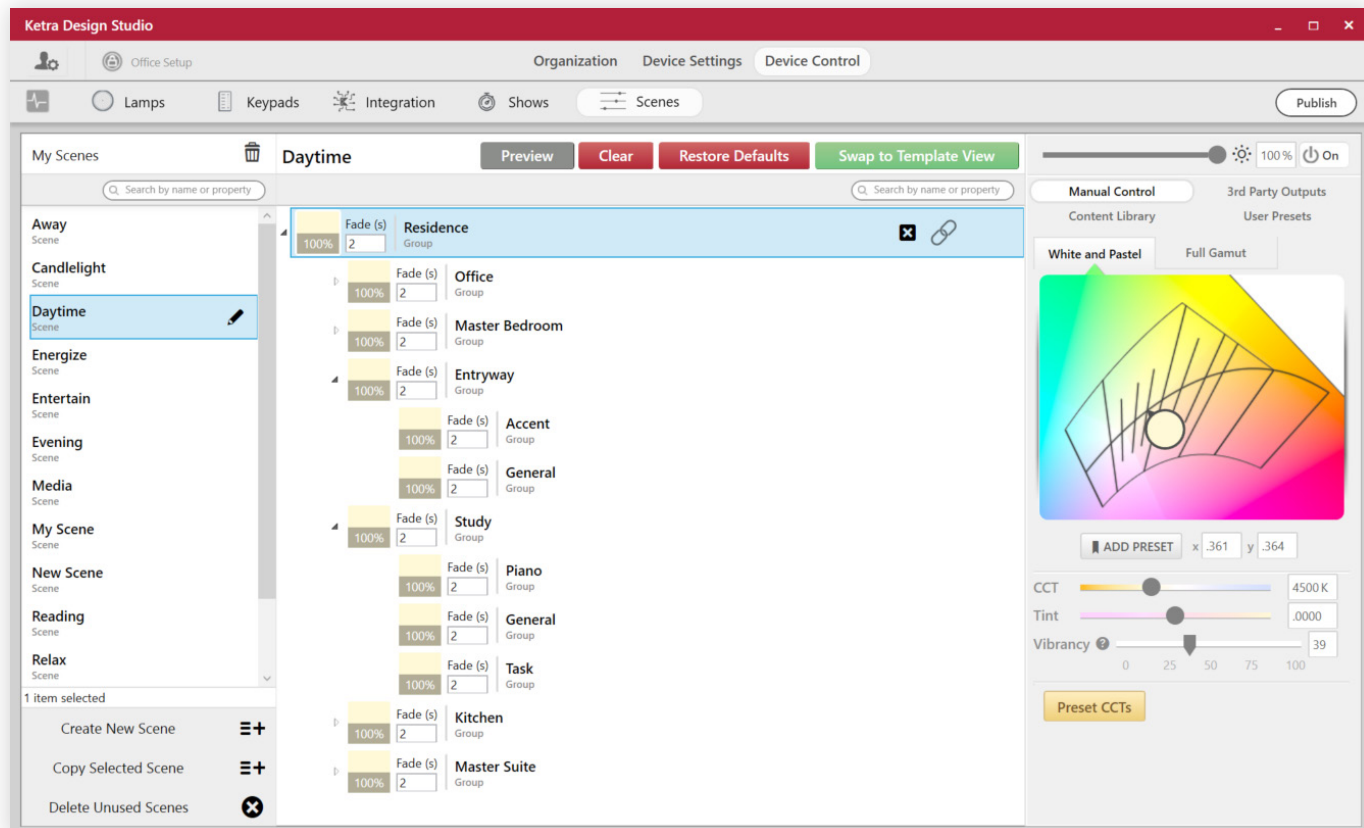 Ketra Design Studio
Office Setup
Organization Device Settings Device Control
Lamps Keypads Integration Shows Scenes Publish
My Scenes
Search by name or property
Away
Scene
Candlelight
Scene
Daytime
Scene
Energize
Scene
Entertain
Scene
Evening
Scene
Media
Scene
My Scene
Scene
New Scene
Scene
Reading
Scene
Relax
Scene
1 item selected
Create New Scene
Copy Selected Scene
Delete Unused Scenes
Daytime Preview Clear Restore Defaults Swap to Template View
Search by name or property
Fade (s) Residence
100% 2 Group
Fade (s) Office
100% 2 Group
Fade (s) Master Bedroom
100% 2 Group
Fade (s) Entryway
100% 2 Group
Fade (s) Accent
100% 2 Group
Fade (s) General
100% 2 Group
Fade (s) Study
100% 2 Group
Fade (s) Piano
100% 2 Group
Fade (s) General
100% 2 Group
Fade (s) Task
100% 2 Group
Fade (s) Kitchen
100% 2 Group
Fade (s) Master Suite
100% 2 Group
100 % On
Manual Control 3rd Party Outputs
Content Library User Presets
White and Pastel Full Gamut
ADD PRESET x .361 y .364
CCT 4500 K
Tint .0000
Vibrancy ? 39
0 25 50 75 100
Preset CCTs